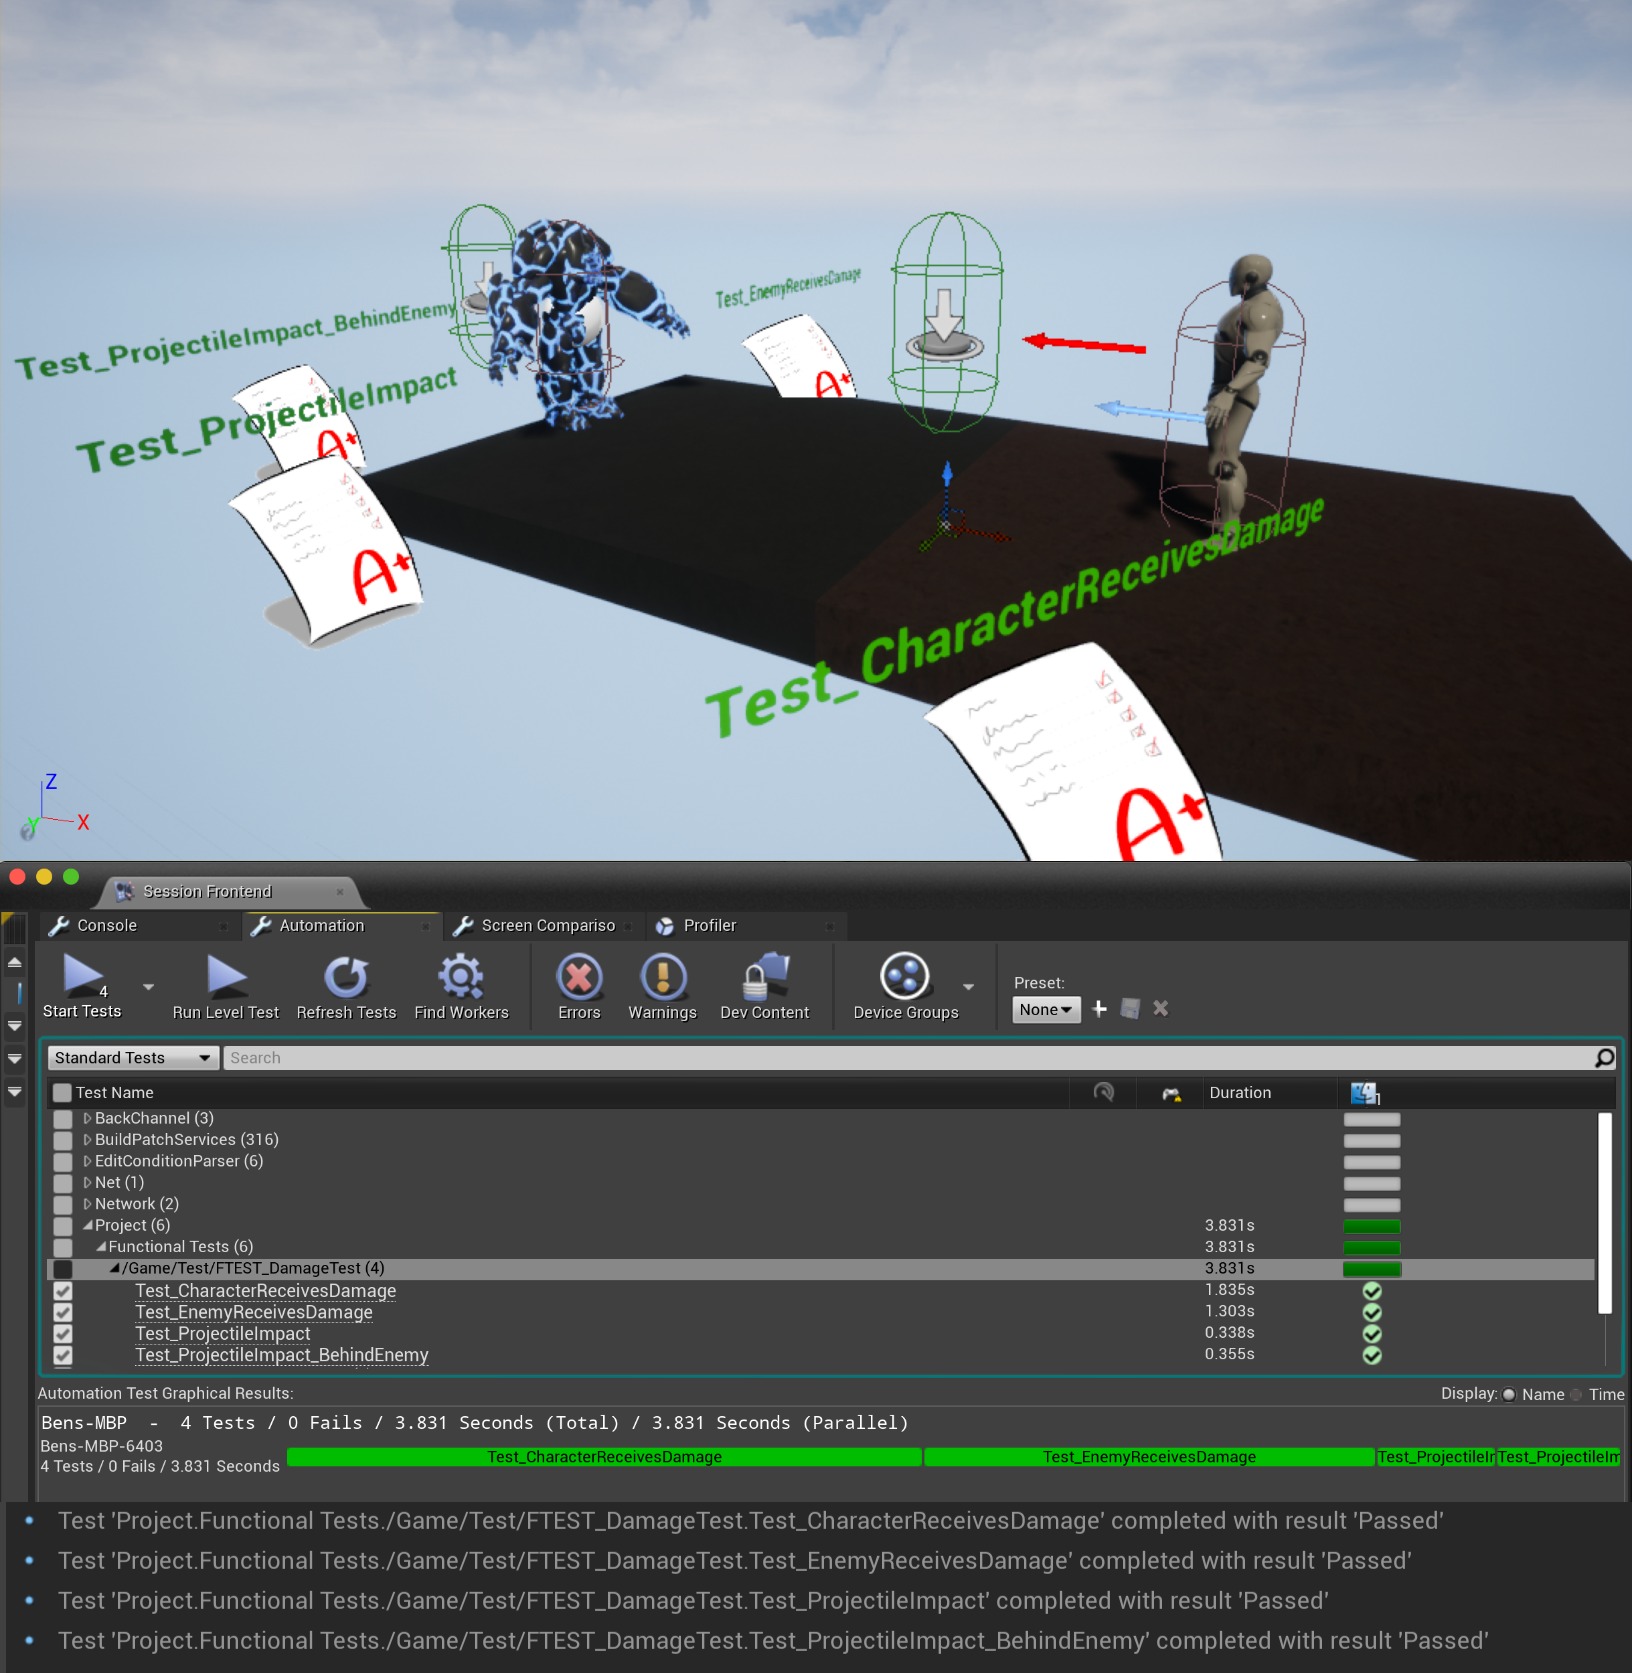 Test_EnemyReceivesDamage
Test_ProjectileImpact_BehindEnemy
Test_ProjectileImpact
A+
A+
A+
Test_CharacterReceivesDamage
A+
Z
Y
X
Session Frontend
Console
Automation
Screen Compariso
Profiler
4
Start Tests
Run Level Test
Refresh Tests
Find Workers
Errors
Warnings
Dev Content
Device Groups
Preset:
None
Standard Tests
Search
Test Name Duration 1
BackChannel (3)
BuildPatchServices (316)
EditConditionParser (6)
Net (1)
Network (2)
Project (6) 3.831s
Functional Tests (6) 3.831s
/Game/Test/FTEST_DamageTest (4) 3.831s
Test_CharacterReceivesDamage 1.835s
Test_EnemyReceivesDamage 1.303s
Test_ProjectileImpact 0.338s
Test_ProjectileImpact_BehindEnemy 0.355s
Automation Test Graphical Results: Display: Name Time
Bens-MBP - 4 Tests / 0 Fails / 3.831 Seconds (Total) / 3.831 Seconds (Parallel)
Bens-MBP-6403
4 Tests / 0 Fails / 3.831 Seconds
Test_CharacterReceivesDamage Test_EnemyReceivesDamage Test_ProjectileIr Test_ProjectileIm
Test 'Project.Functional Tests./Game/Test/FTEST_DamageTest.Test_CharacterReceivesDamage' completed with result 'Passed'
Test 'Project.Functional Tests./Game/Test/FTEST_DamageTest.Test_EnemyReceivesDamage' completed with result 'Passed'
Test 'Project.Functional Tests./Game/Test/FTEST_DamageTest.Test_ProjectileImpact' completed with result 'Passed'
Test 'Project.Functional Tests./Game/Test/FTEST_DamageTest.Test_ProjectileImpact_BehindEnemy' completed with result 'Passed'